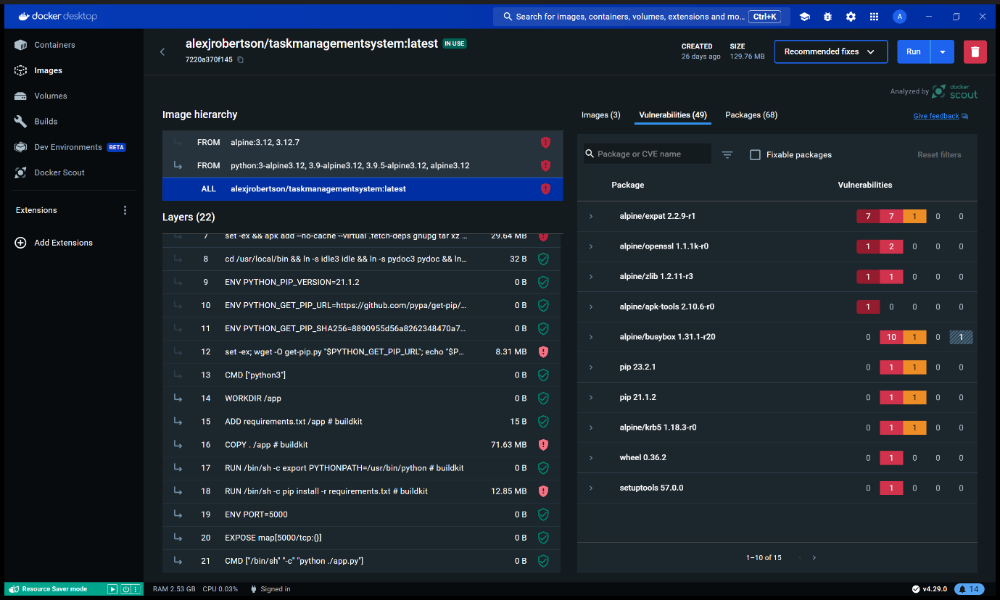 docker desktop
Search for images, containers, volumes, extensions and mo... Ctrl+K
A
Containers
Images
Volumes
Builds
Dev Environments BETA
Docker Scout
Extensions
Add Extensions
alexjrobertson/taskmanagementsystem:latest IN USE
7220a370f145
CREATED
26 days ago
SIZE
129.76 MB
Recommended fixes
Run
Analyzed by docker scout
Image hierarchy
FROM alpine:3.12, 3.12.7
FROM python:3-alpine3.12, 3.9-alpine3.12, 3.9.5-alpine3.12, alpine3.12
ALL alexjrobertson/taskmanagementsystem:latest
Layers (22)
7 set -ex && apk add --no-cache --virtual .fetch-deps gnupg tar xz ... 29.64 MB
8 cd /usr/local/bin && ln -s idle3 idle && ln -s pydoc3 pydoc && ln... 32 B
9 ENV PYTHON_PIP_VERSION=21.1.2 0 B
10 ENV PYTHON_GET_PIP_URL=https://github.com/pypa/get-pip/... 0 B
11 ENV PYTHON_GET_PIP_SHA256=8890955d56a8262348470a7... 0 B
12 set -ex; wget -O get-pip.py "$PYTHON_GET_PIP_URL"; echo "$P... 8.31 MB
13 CMD ["python3"] 0 B
14 WORKDIR /app 0 B
15 ADD requirements.txt /app # buildkit 15 B
16 COPY . /app # buildkit 71.63 MB
17 RUN /bin/sh -c export PYTHONPATH=/usr/bin/python # buildkit 0 B
18 RUN /bin/sh -c pip install -r requirements.txt # buildkit 12.85 MB
19 ENV PORT=5000 0 B
20 EXPOSE map[5000/tcp:{}] 0 B
21 CMD ["/bin/sh" "-c" "python ./app.py"] 0 B
Images (3) Vulnerabilities (49) Packages (68) Give feedback
Package or CVE name Fixable packages Reset filters
Package Vulnerabilities
alpine/expat 2.2.9-r1 7 7 1 0 0
alpine/openssl 1.1.1k-r0 1 2 0 0 0
alpine/zlib 1.2.11-r3 1 1 0 0 0
alpine/apk-tools 2.10.6-r0 1 0 0 0 0
alpine/busybox 1.31.1-r20 0 10 1 0 1
pip 23.2.1 0 1 1 0 0
pip 21.1.2 0 1 1 0 0
alpine/krb5 1.18.3-r0 0 1 1 0 0
wheel 0.36.2 0 1 0 0 0
setuptools 57.0.0 0 1 0 0 0
1–10 of 15
Resource Saver mode RAM 2.53 GB CPU 0.03% Signed in v4.29.0 14